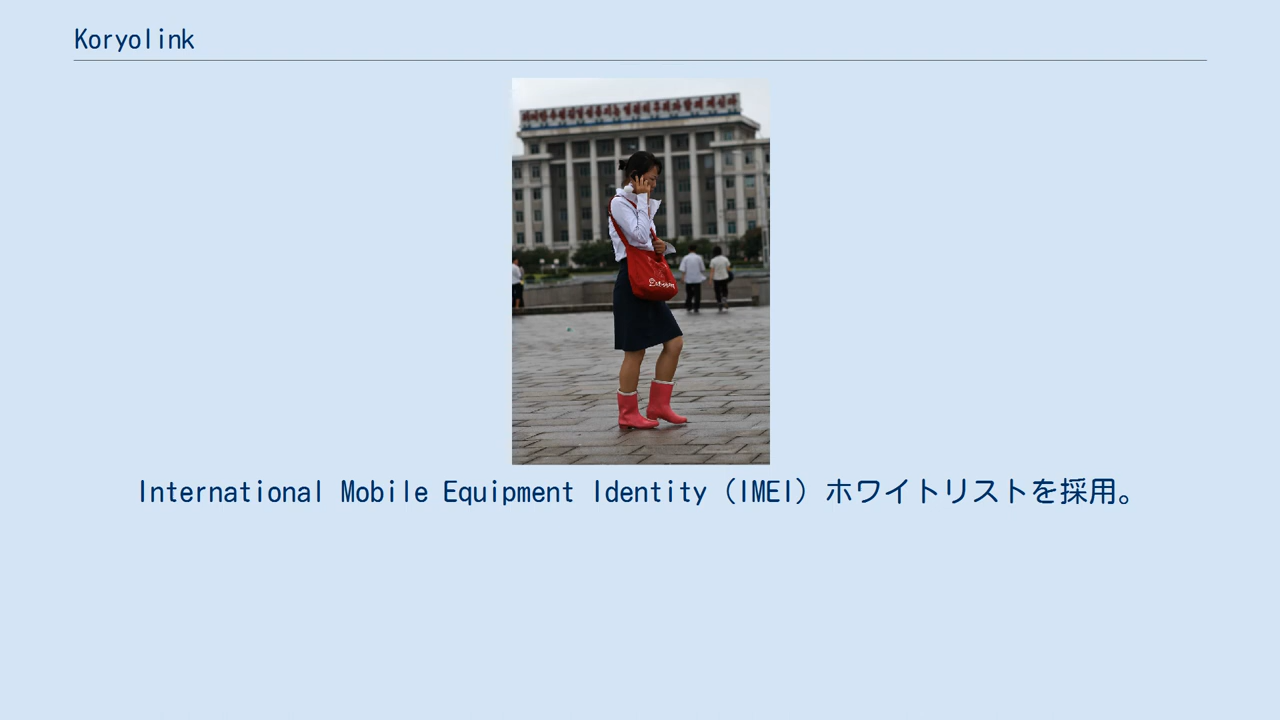 Koryolink
International Mobile Equipment Identity（IMEI）ホワイトリストを採用。